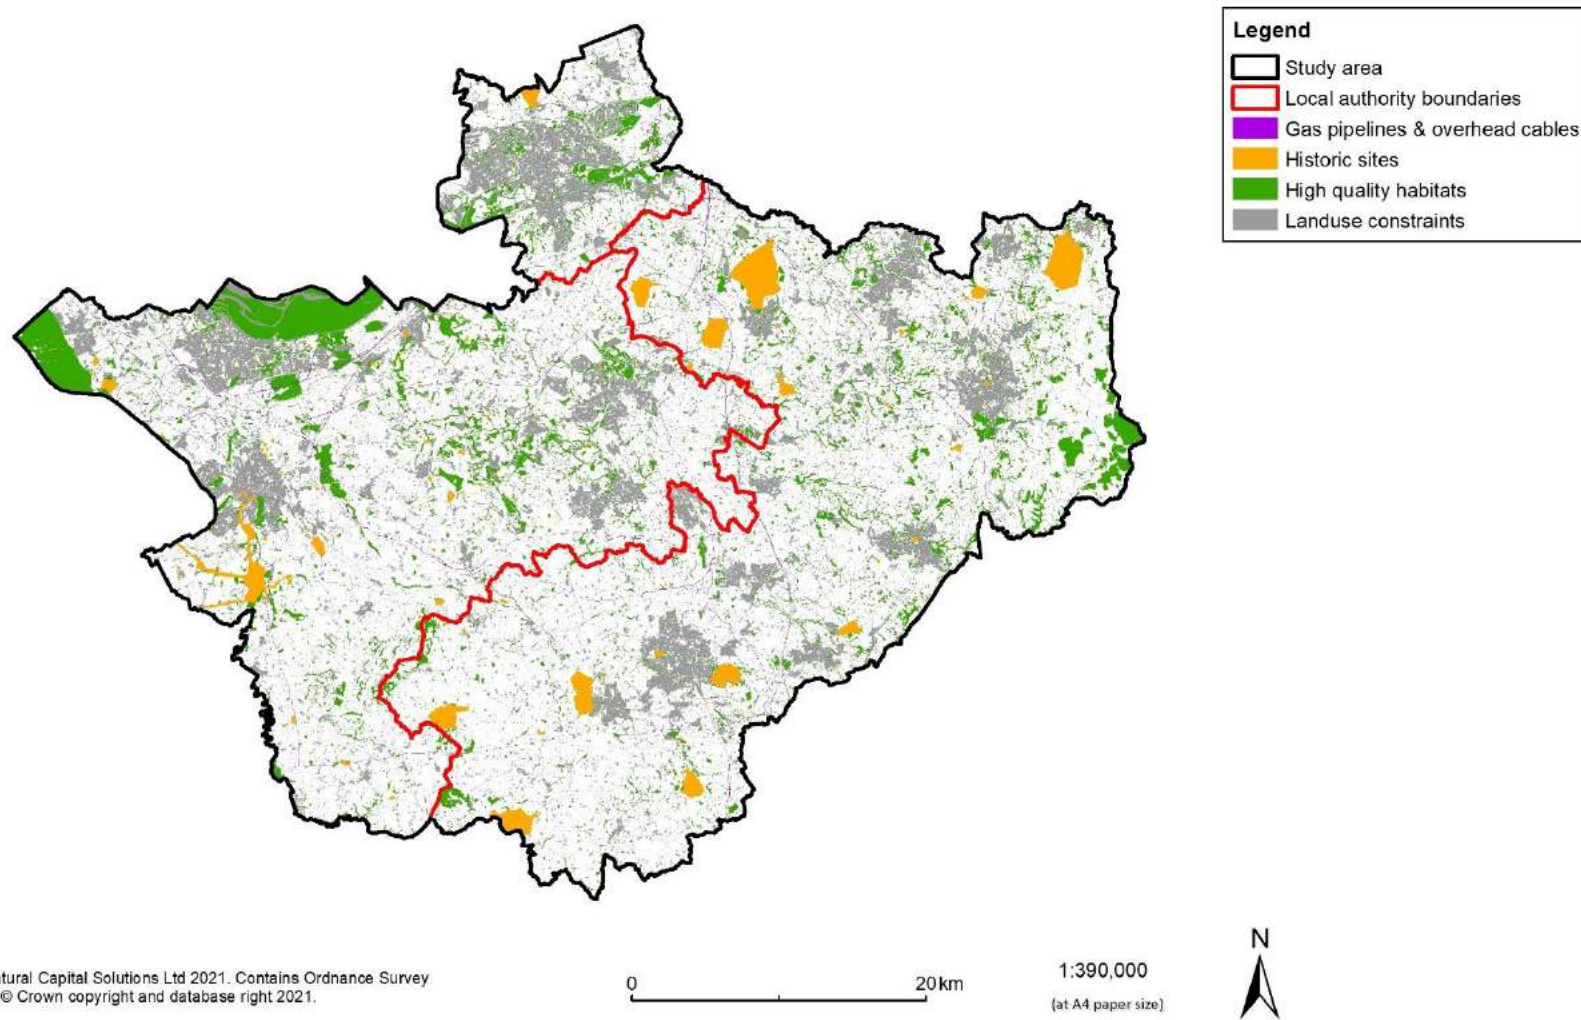 Legend
Study area
Local authority boundaries
Gas pipelines & overhead cables
Historic sites
High quality habitats
Landuse constraints
N
tural Capital Solutions Ltd 2021. Contains Ordnance Survey
© Crown copyright and database right 2021.
0 20 km
1:390,000
(at A4 paper size)